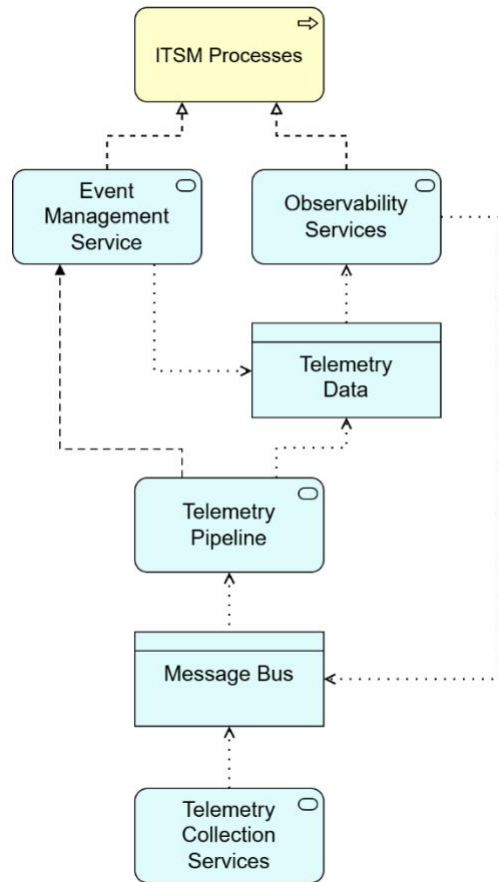 ITSM Processes
Event
Management
Service
Observability
Services
Telemetry
Data
Telemetry
Pipeline
Message Bus
Telemetry
Collection
Services